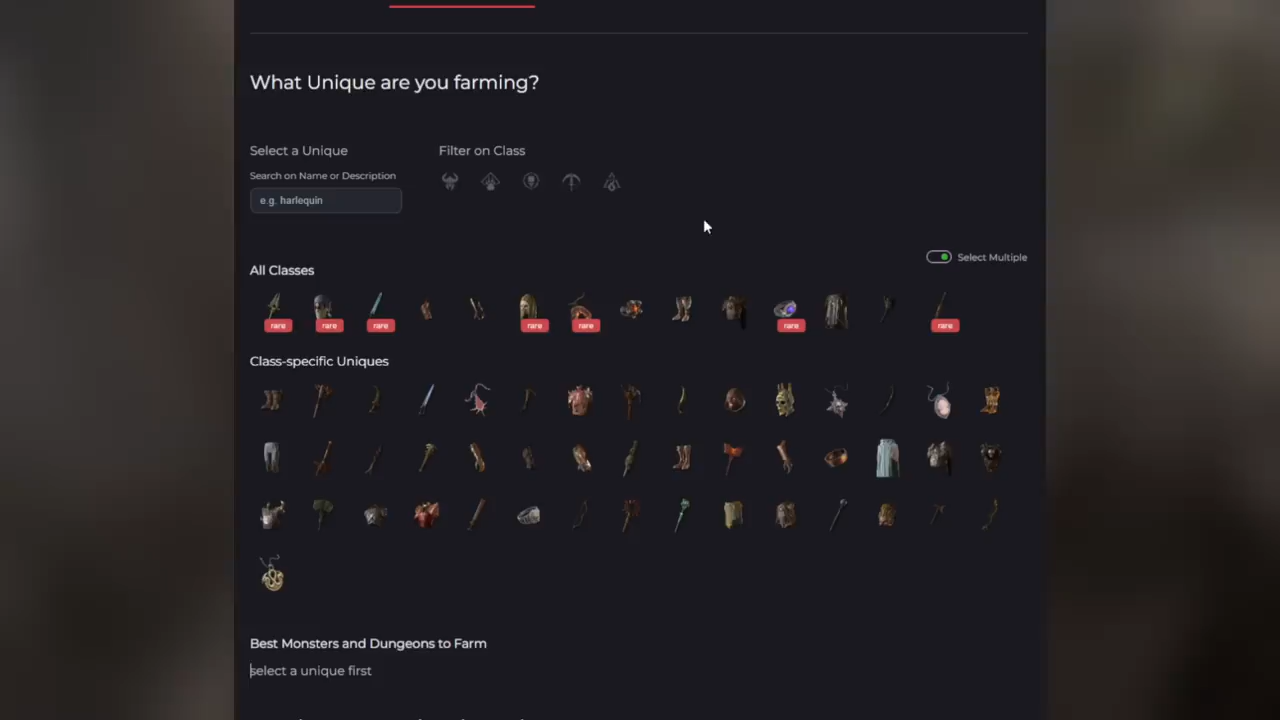 What Unique are you farming?
Select a Unique
Filter on Class
Search on Name or Description
e.g. harlequin
Select Multiple
All Classes
rare
rare
rare
rare
rare
rare
rare
Class-specific Uniques
Best Monsters and Dungeons to Farm
select a unique first